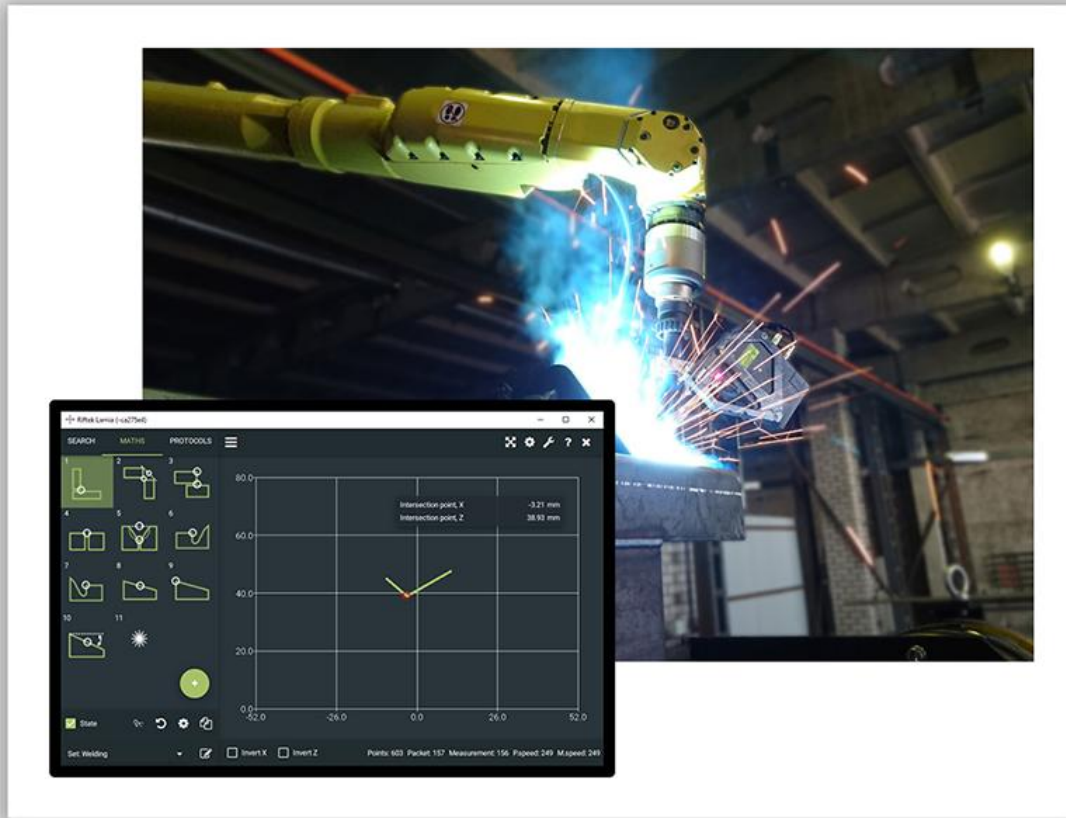 Riftek Lamia (~ca275ed)
SEARCH MATHS PROTOCOLS
1 2 3
4 5 6
7 8 9
10 11
State
Set: Welding
80.0
60.0
40.0
20.0
0.0
-52.0 -26.0 0.0 26.0 52.0
Intersection point, X -3.21 mm
Intersection point, Z 38.93 mm
Invert X Invert Z Points: 603 Packet: 157 Measurement: 156 P.speed: 249 M.speed: 249